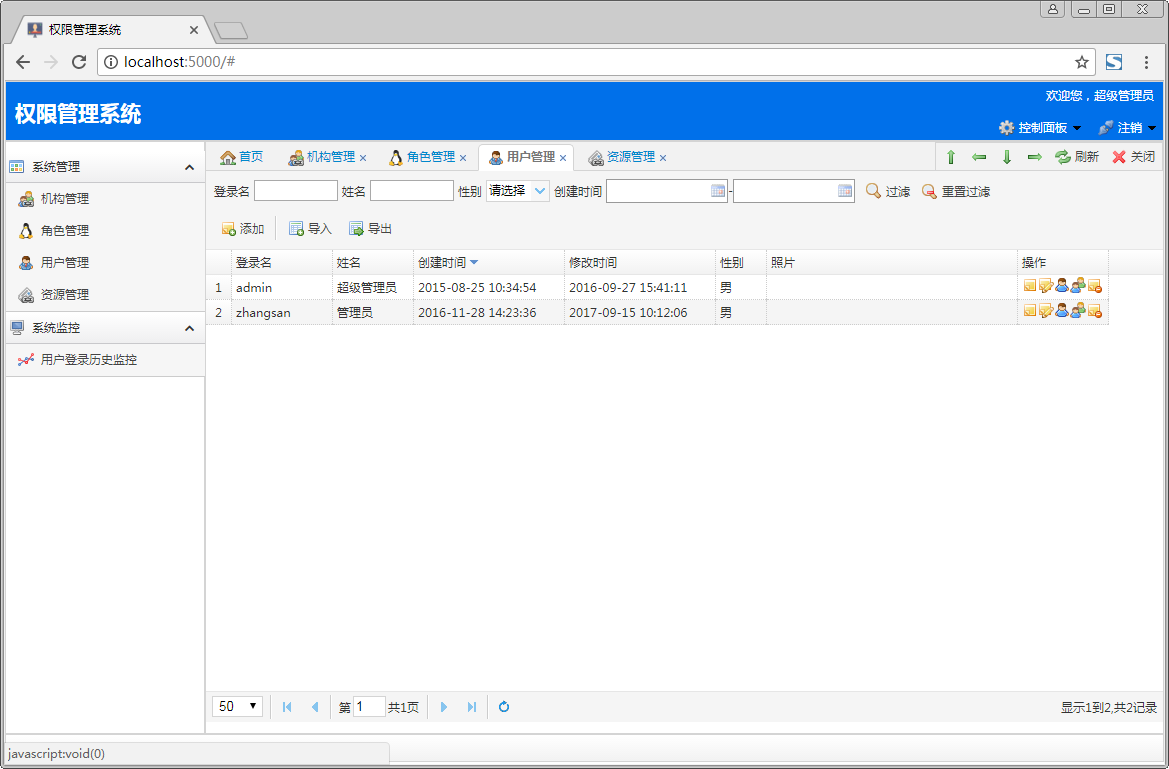 权限管理系统
localhost:5000/#
权限管理系统
欢迎您，超级管理员
控制面板 注销
系统管理
机构管理
角色管理
用户管理
资源管理
系统监控
用户登录历史监控
首页 机构管理 角色管理 用户管理 资源管理 刷新 关闭
登录名 姓名 性别 请选择 创建时间 - 过滤 重置过滤
添加 导入 导出
登录名 姓名 创建时间 修改时间 性别 照片 操作
1 admin 超级管理员 2015-08-25 10:34:54 2016-09-27 15:41:11 男
2 zhangsan 管理员 2016-11-28 14:23:36 2017-09-15 10:12:06 男
50 第 1 共1页 显示1到2,共2记录
javascript:void(0)